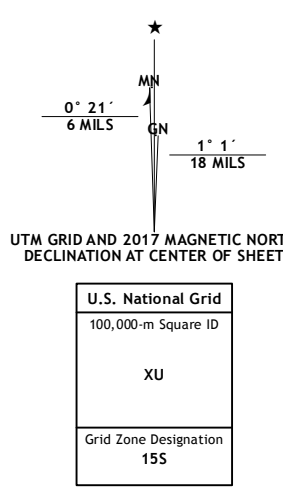 ★
MN
0° 21´
6 MILS
GN
1° 1´
18 MILS
UTM GRID AND 2017 MAGNETIC NORT
DECLINATION AT CENTER OF SHEET
U.S. National Grid
100,000-m Square ID
XU
Grid Zone Designation
15S